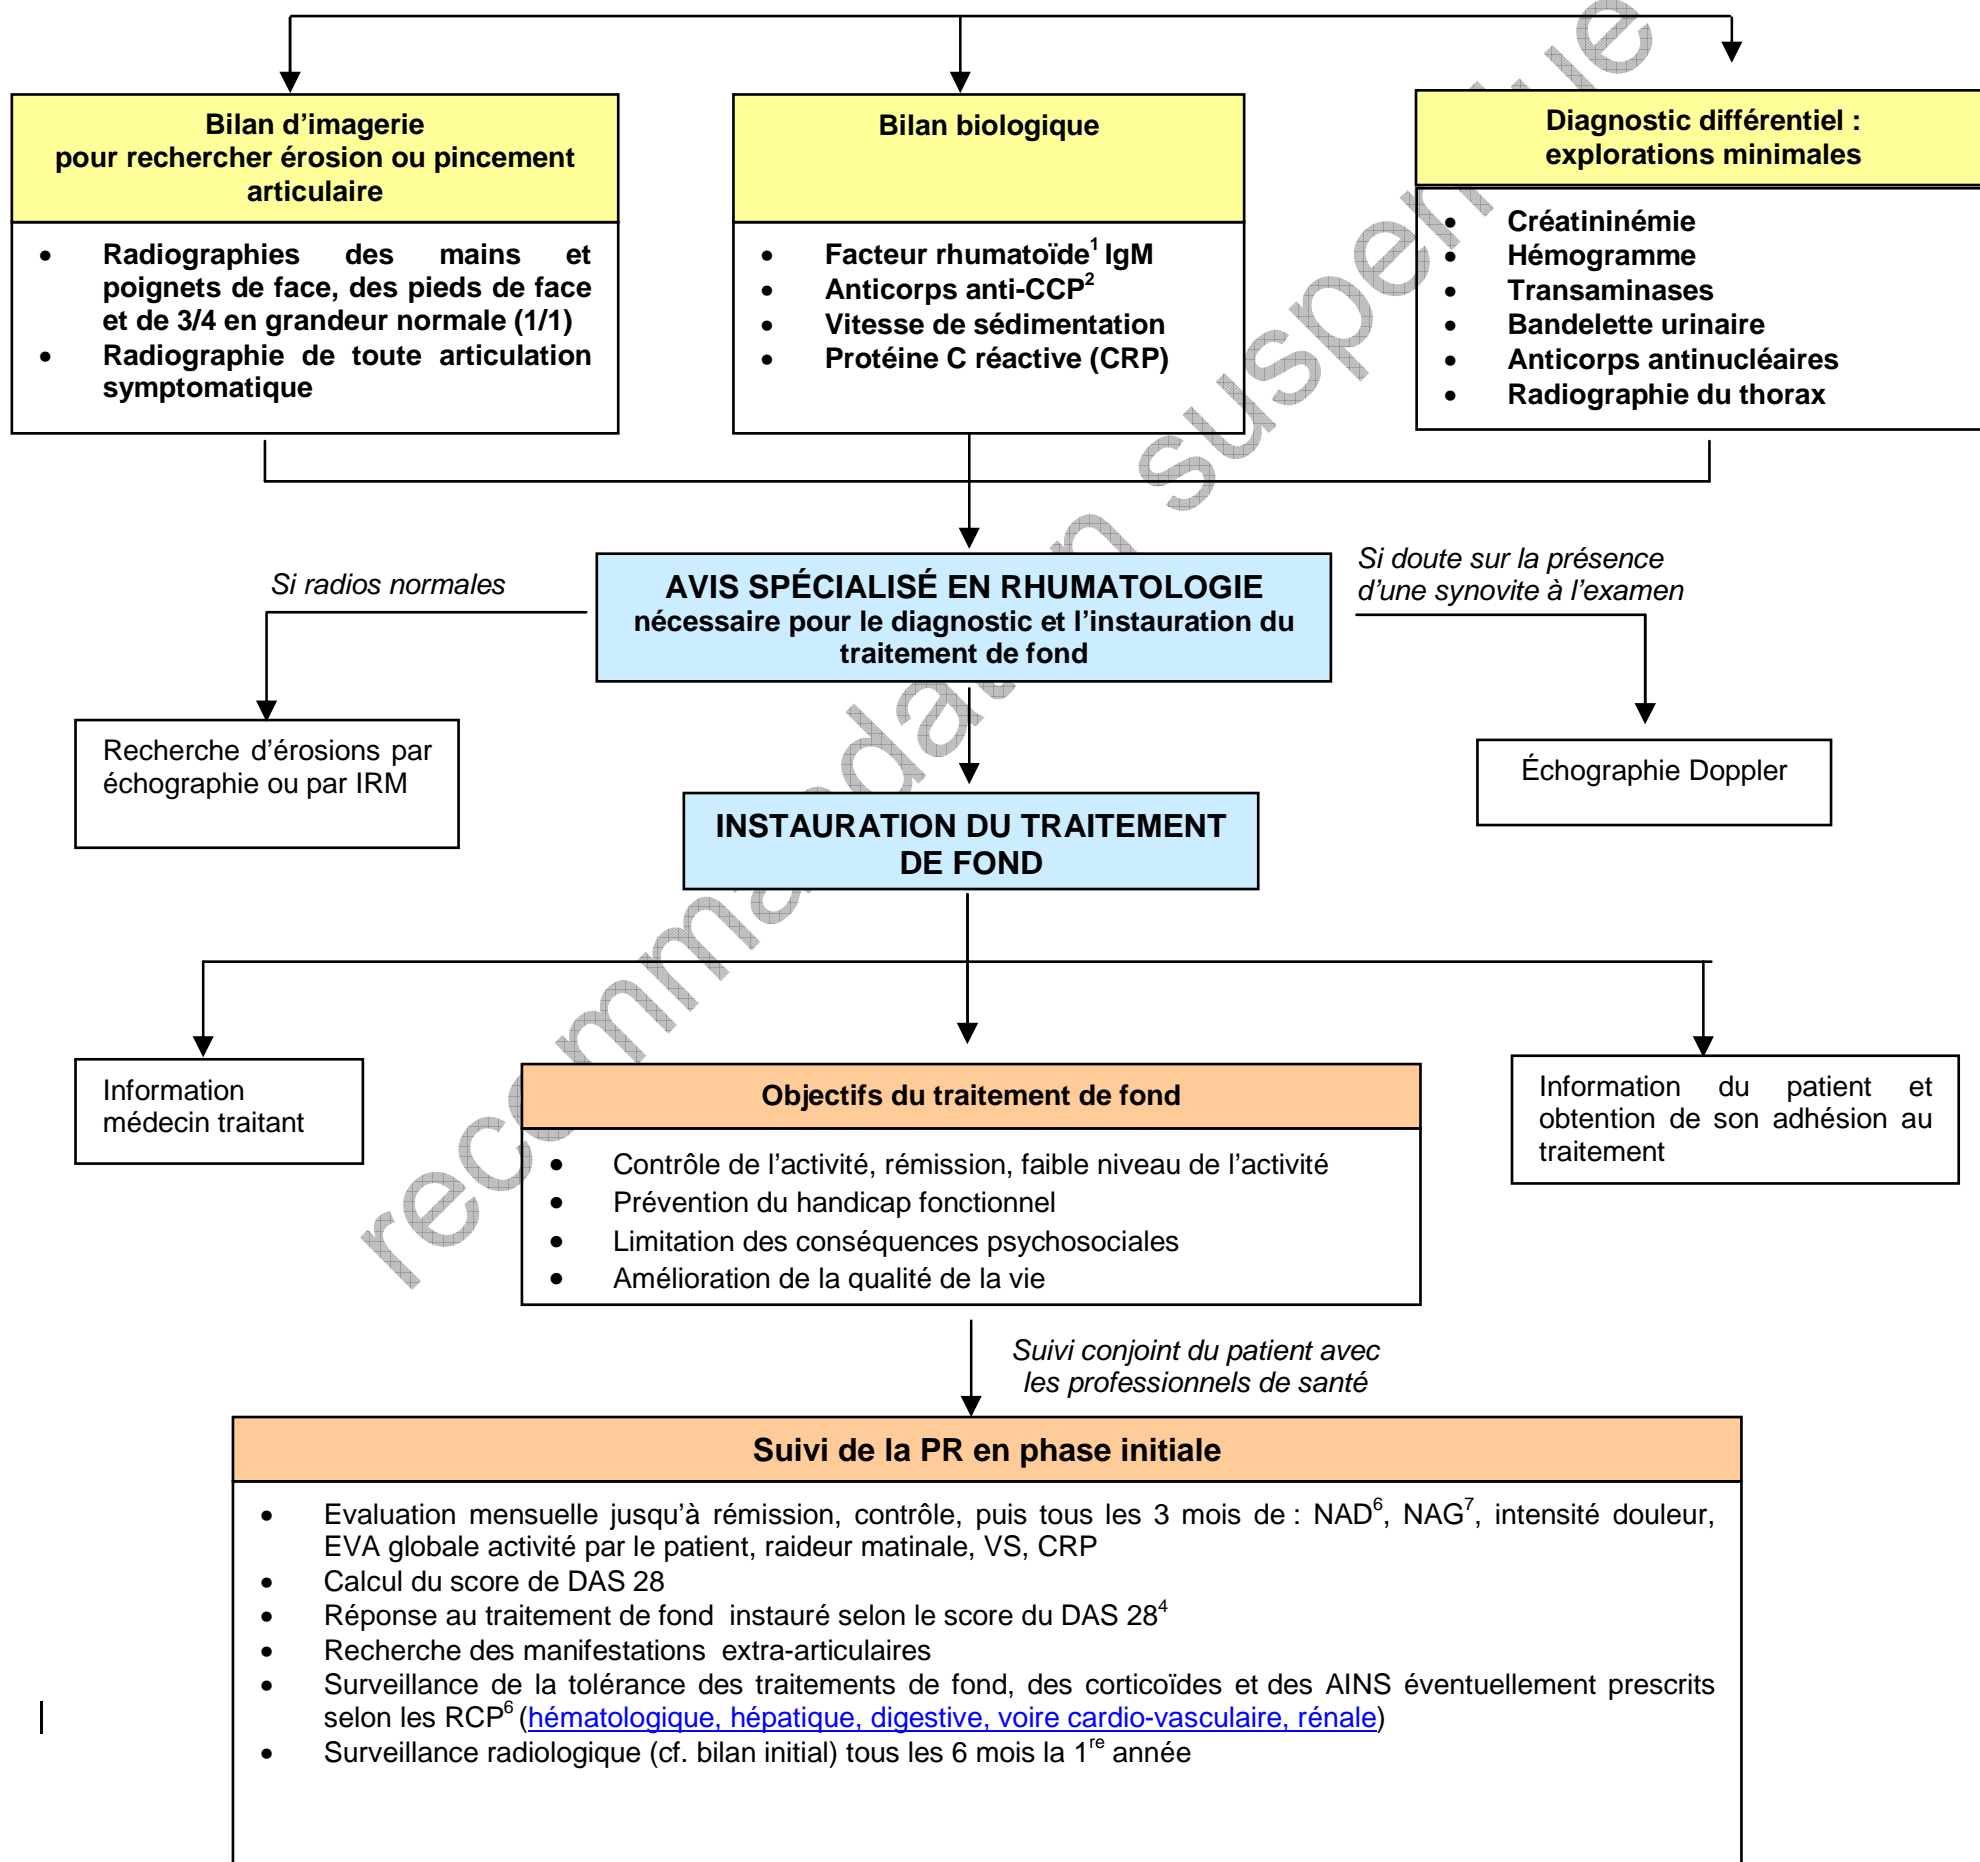 Bilan d’imagerie
pour rechercher érosion ou pincement
articulaire
• Radiographies des mains et
poignets de face, des pieds de face
et de 3/4 en grandeur normale (1/1)
• Radiographie de toute articulation
symptomatique
Bilan biologique
• Facteur rhumatoïde1 IgM
• Anticorps anti-CCP2
• Vitesse de sédimentation
• Protéine C réactive (CRP)
Diagnostic différentiel :
explorations minimales
• Créatininémie
• Hémogramme
• Transaminases
• Bandelette urinaire
• Anticorps antinucléaires
• Radiographie du thorax
Si radios normales
AVIS SPÉCIALISÉ EN RHUMATOLOGIE
nécessaire pour le diagnostic et l’instauration du
traitement de fond
Si doute sur la présence
d’une synovite à l’examen
Recherche d’érosions par
échographie ou par IRM
Échographie Doppler
INSTAURATION DU TRAITEMENT
DE FOND
Information
médecin traitant
Objectifs du traitement de fond
• Contrôle de l’activité, rémission, faible niveau de l’activité
• Prévention du handicap fonctionnel
• Limitation des conséquences psychosociales
• Amélioration de la qualité de la vie
Information du patient et
obtention de son adhésion au
traitement
Suivi conjoint du patient avec
les professionnels de santé
Suivi de la PR en phase initiale
• Evaluation mensuelle jusqu’à rémission, contrôle, puis tous les 3 mois de : NAD6, NAG7, intensité douleur,
EVA globale activité par le patient, raideur matinale, VS, CRP
• Calcul du score de DAS 28
• Réponse au traitement de fond instauré selon le score du DAS 284
• Recherche des manifestations extra-articulaires
• Surveillance de la tolérance des traitements de fond, des corticoïdes et des AINS éventuellement prescrits
selon les RCP6 (hématologique, hépatique, digestive, voire cardio-vasculaire, rénale)
• Surveillance radiologique (cf. bilan initial) tous les 6 mois la 1re année
recommandation suspendue